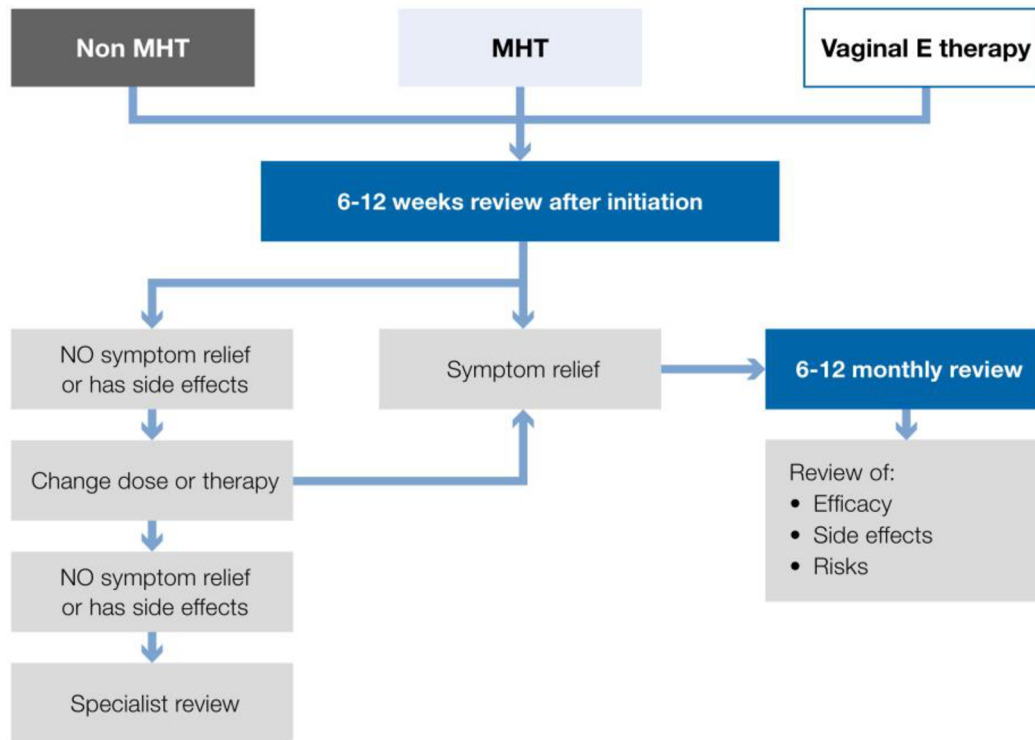 Non MHT
MHT
Vaginal E therapy
6-12 weeks review after initiation
NO symptom relief
or has side effects
Symptom relief
6-12 monthly review
Change dose or therapy
Review of:
• Efficacy
• Side effects
• Risks
NO symptom relief
or has side effects
Specialist review